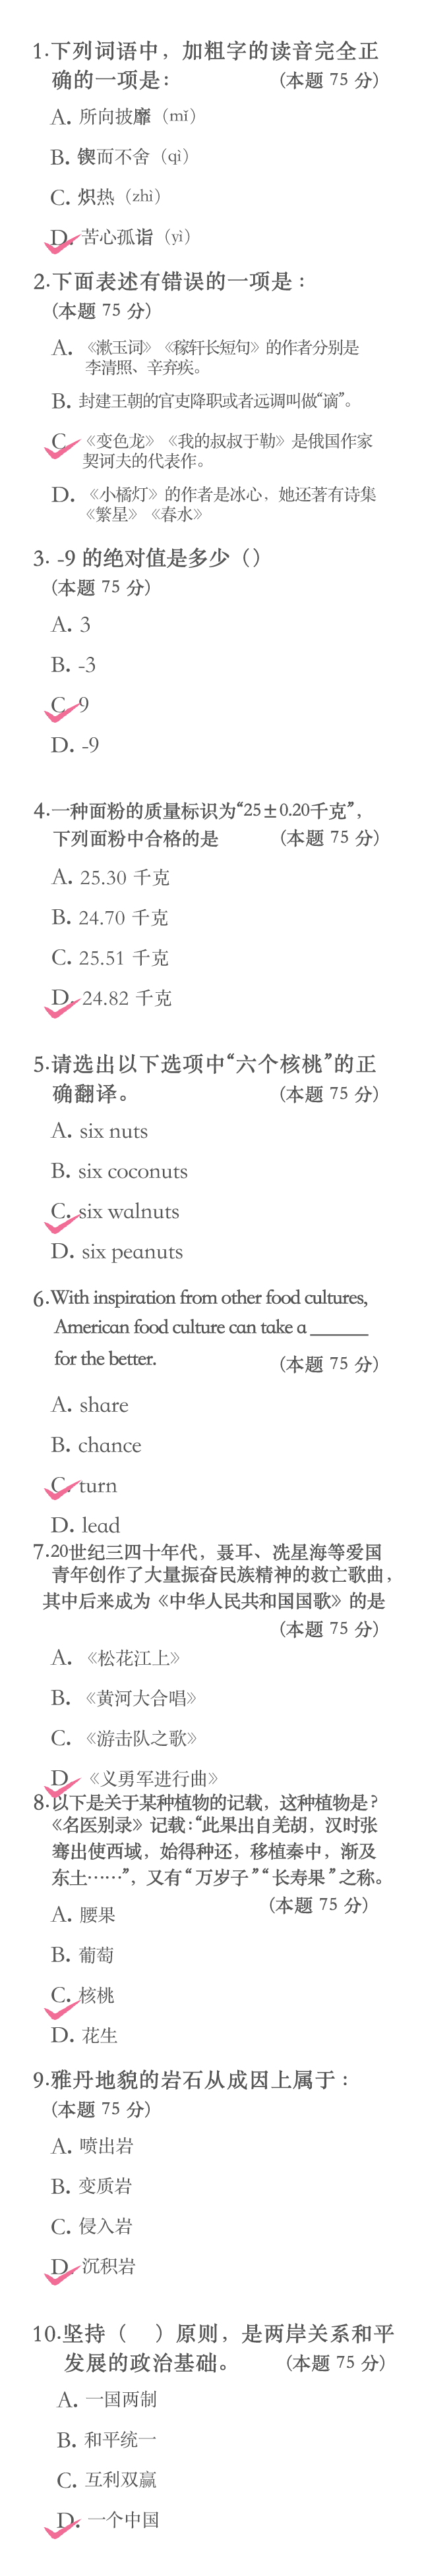 1.下列词语中，加粗字的读音完全正
确的一项是： (本题 75 分)
A. 所向披靡（mǐ）
B. 锲而不舍（qì）
C. 炽热（zhì）
D. 苦心孤诣（yì）
2.下面表述有错误的一项是：
(本题 75 分)
A. 《漱玉词》《稼轩长短句》的作者分别是
李清照、辛弃疾。
B. 封建王朝的官吏降职或者远调叫做“谪”。
C 《变色龙》《我的叔叔于勒》是俄国作家
契诃夫的代表作。
D. 《小橘灯》的作者是冰心，她还著有诗集
《繁星》《春水》
3. -9 的绝对值是多少（）
(本题 75 分)
A. 3
B. -3
C 9
D. -9
4.一种面粉的质量标识为“25±0.20千克”，
下列面粉中合格的是 (本题 75 分)
A. 25.30 千克
B. 24.70 千克
C. 25.51 千克
D. 24.82 千克
5.请选出以下选项中“六个核桃”的正
确翻译。 (本题 75 分)
A. six nuts
B. six coconuts
C. six walnuts
D. six peanuts
6.With inspiration from other food cultures,
American food culture can take a ______
for the better. (本题 75 分)
A. share
B. chance
C. turn
D. lead
7.20世纪三四十年代，聂耳、冼星海等爱国
青年创作了大量振奋民族精神的救亡歌曲，
其中后来成为《中华人民共和国国歌》的是
(本题 75 分)
A. 《松花江上》
B. 《黄河大合唱》
C. 《游击队之歌》
D 《义勇军进行曲》
8.以下是关于某种植物的记载，这种植物是？
《名医别录》记载：“此果出自羌胡，汉时张
骞出使西域，始得种还，移植秦中，渐及
东土……”，又有“万岁子”“长寿果”之称。
(本题 75 分)
A. 腰果
B. 葡萄
C. 核桃
D. 花生
9.雅丹地貌的岩石从成因上属于：
(本题 75 分)
A. 喷出岩
B. 变质岩
C. 侵入岩
D 沉积岩
10.坚持（ ）原则，是两岸关系和平
发展的政治基础。 (本题 75 分)
A. 一国两制
B. 和平统一
C. 互利双赢
D. 一个中国